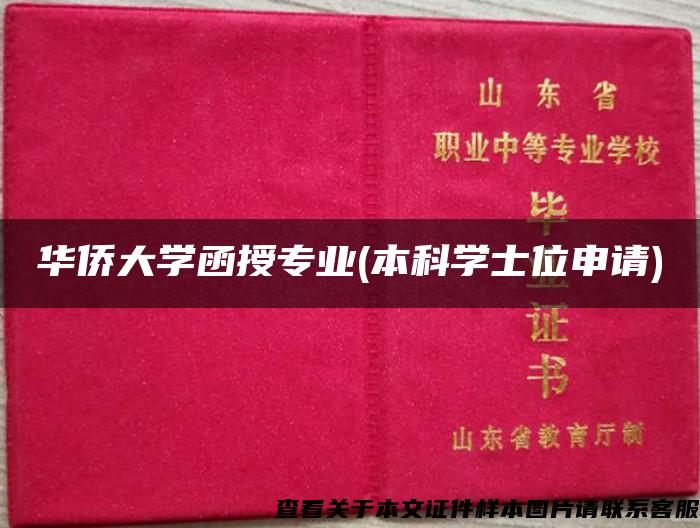 山东省
职业中等专业学校
毕业证书
华侨大学函授专业(本科学士位申请)
山东省教育厅制
查看关于本文证件样本图片请联系客服